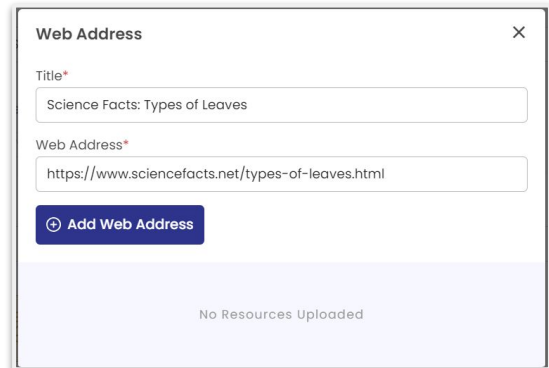 Web Address
Title*
Science Facts: Types of Leaves
Web Address*
https://www.sciencefacts.net/types-of-leaves.html
Add Web Address
No Resources Uploaded